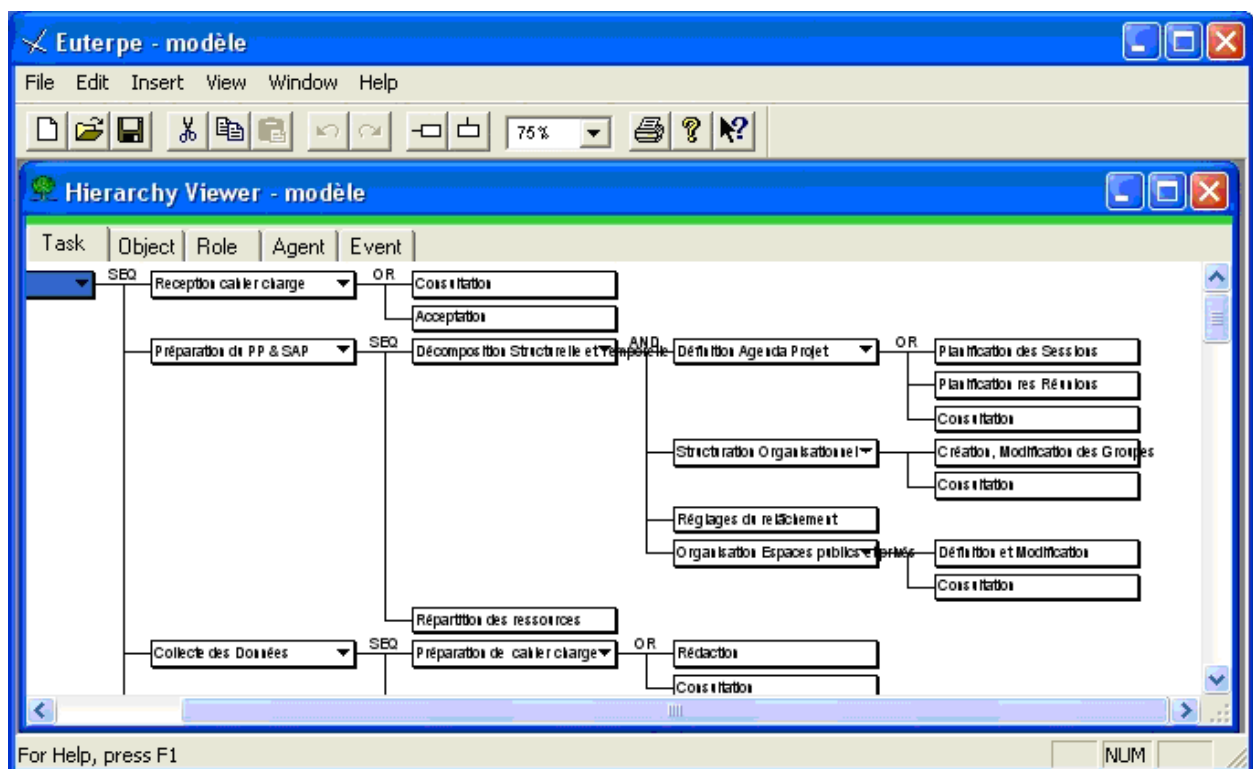 Euterpe - modèle
File Edit Insert View Window Help
75%
Hierarchy Viewer - modèle
Task Object Role Agent Event
SEQ Reception cahier charge OR Consultation
Acceptation
Préparation du PP & SAP SEQ Décomposition Structurelle et Temporelle AND Définition Agenda Projet OR Planification des Sessions
Planification res Réunions
Consultation
Structuration Organisationnel Création, Modification des Groupes
Consultation
Réglages du relâchement
Organisation Espaces publics et privés Définition et Modification
Consultation
Répartition des ressources
Collecte des Données SEQ Préparation de cahier charge OR Rédaction
Consultation
For Help, press F1 NUM